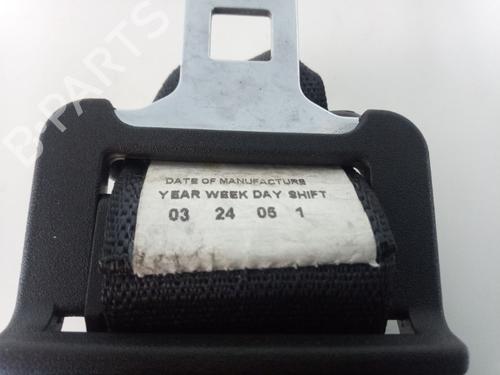 B-PARTS
DATE OF MANUFACTURE
YEAR WEEK DAY SHIFT
03 24 05 1